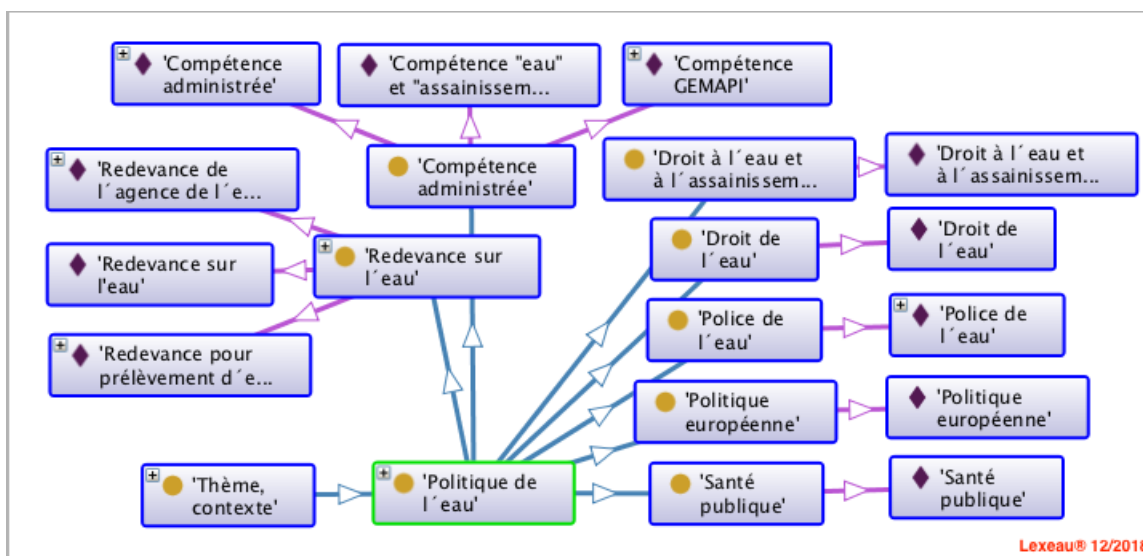 'Compétence
administrée'
'Compétence "eau"
et "assainissem...
'Compétence
GEMAPI'
'Redevance de
l´agence de l´e...
'Compétence
administrée'
'Droit à l´eau et
à l´assainissem...
'Droit à l´eau et
à l´assainissem...
'Redevance sur
l'eau'
'Redevance sur
l´eau'
'Droit de
l´eau'
'Droit de
l´eau'
'Redevance pour
prélèvement d´e...
'Police de
l´eau'
'Police de
l´eau'
'Politique
européenne'
'Politique
européenne'
'Thème,
contexte'
'Politique de
l´eau'
'Santé
publique'
'Santé
publique'
Lexeau® 12/2018